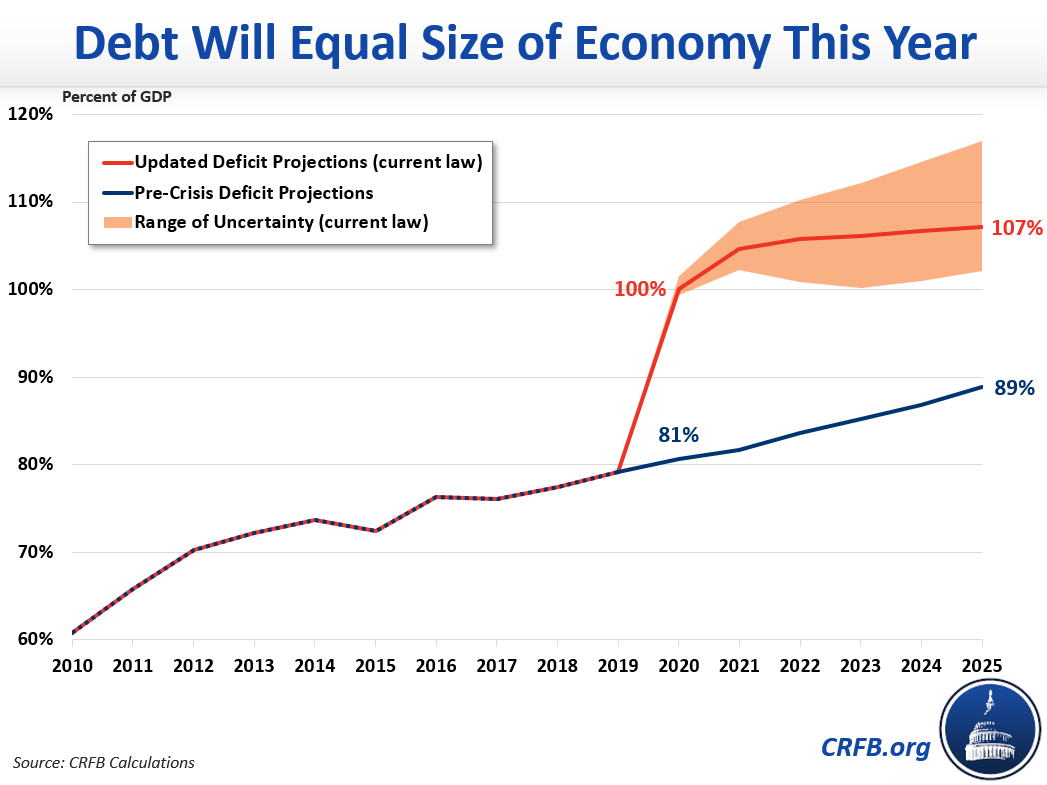 Debt Will Equal Size of Economy This Year
Percent of GDP
120%
Updated Deficit Projections (current law)
Pre-Crisis Deficit Projections
Range of Uncertainty (current law)
110%
107%
100%
100%
90%
89%
81%
80%
70%
60%
2010 2011 2012 2013 2014 2015 2016 2017 2018 2019 2020 2021 2022 2023 2024 2025
CRFB.org
Source: CRFB Calculations